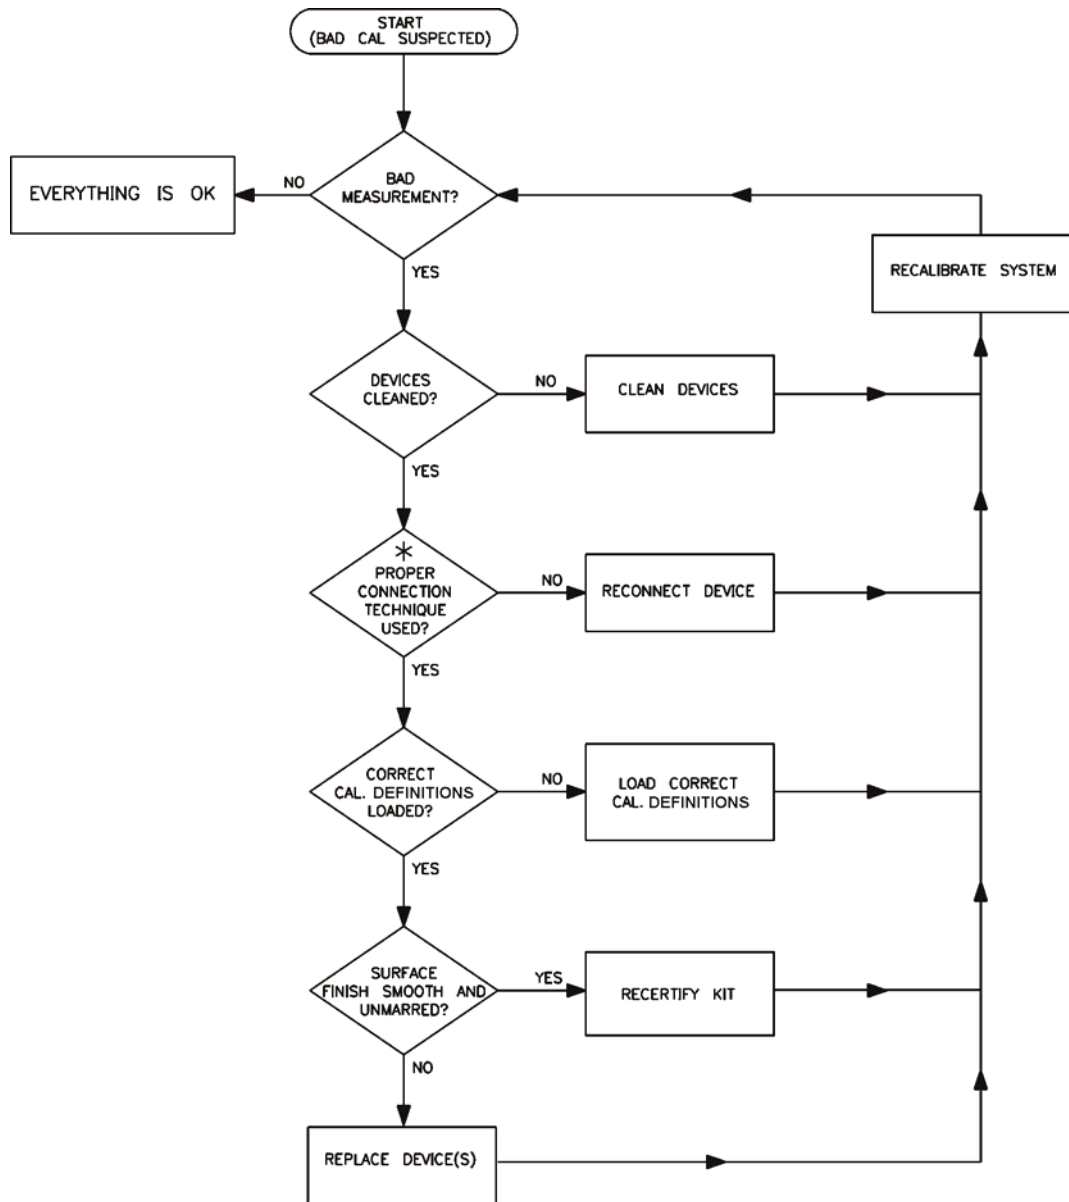 START
(BAD CAL SUSPECTED)
BAD
MEASUREMENT?
NO
EVERYTHING IS OK
YES
RECALIBRATE SYSTEM
DEVICES
CLEANED?
NO
CLEAN DEVICES
YES
*
PROPER
CONNECTION
TECHNIQUE
USED?
NO
RECONNECT DEVICE
YES
CORRECT
CAL. DEFINITIONS
LOADED?
NO
LOAD CORRECT
CAL. DEFINITIONS
YES
SURFACE
FINISH SMOOTH AND
UNMARRED?
YES
RECERTIFY KIT
NO
REPLACE DEVICE(S)